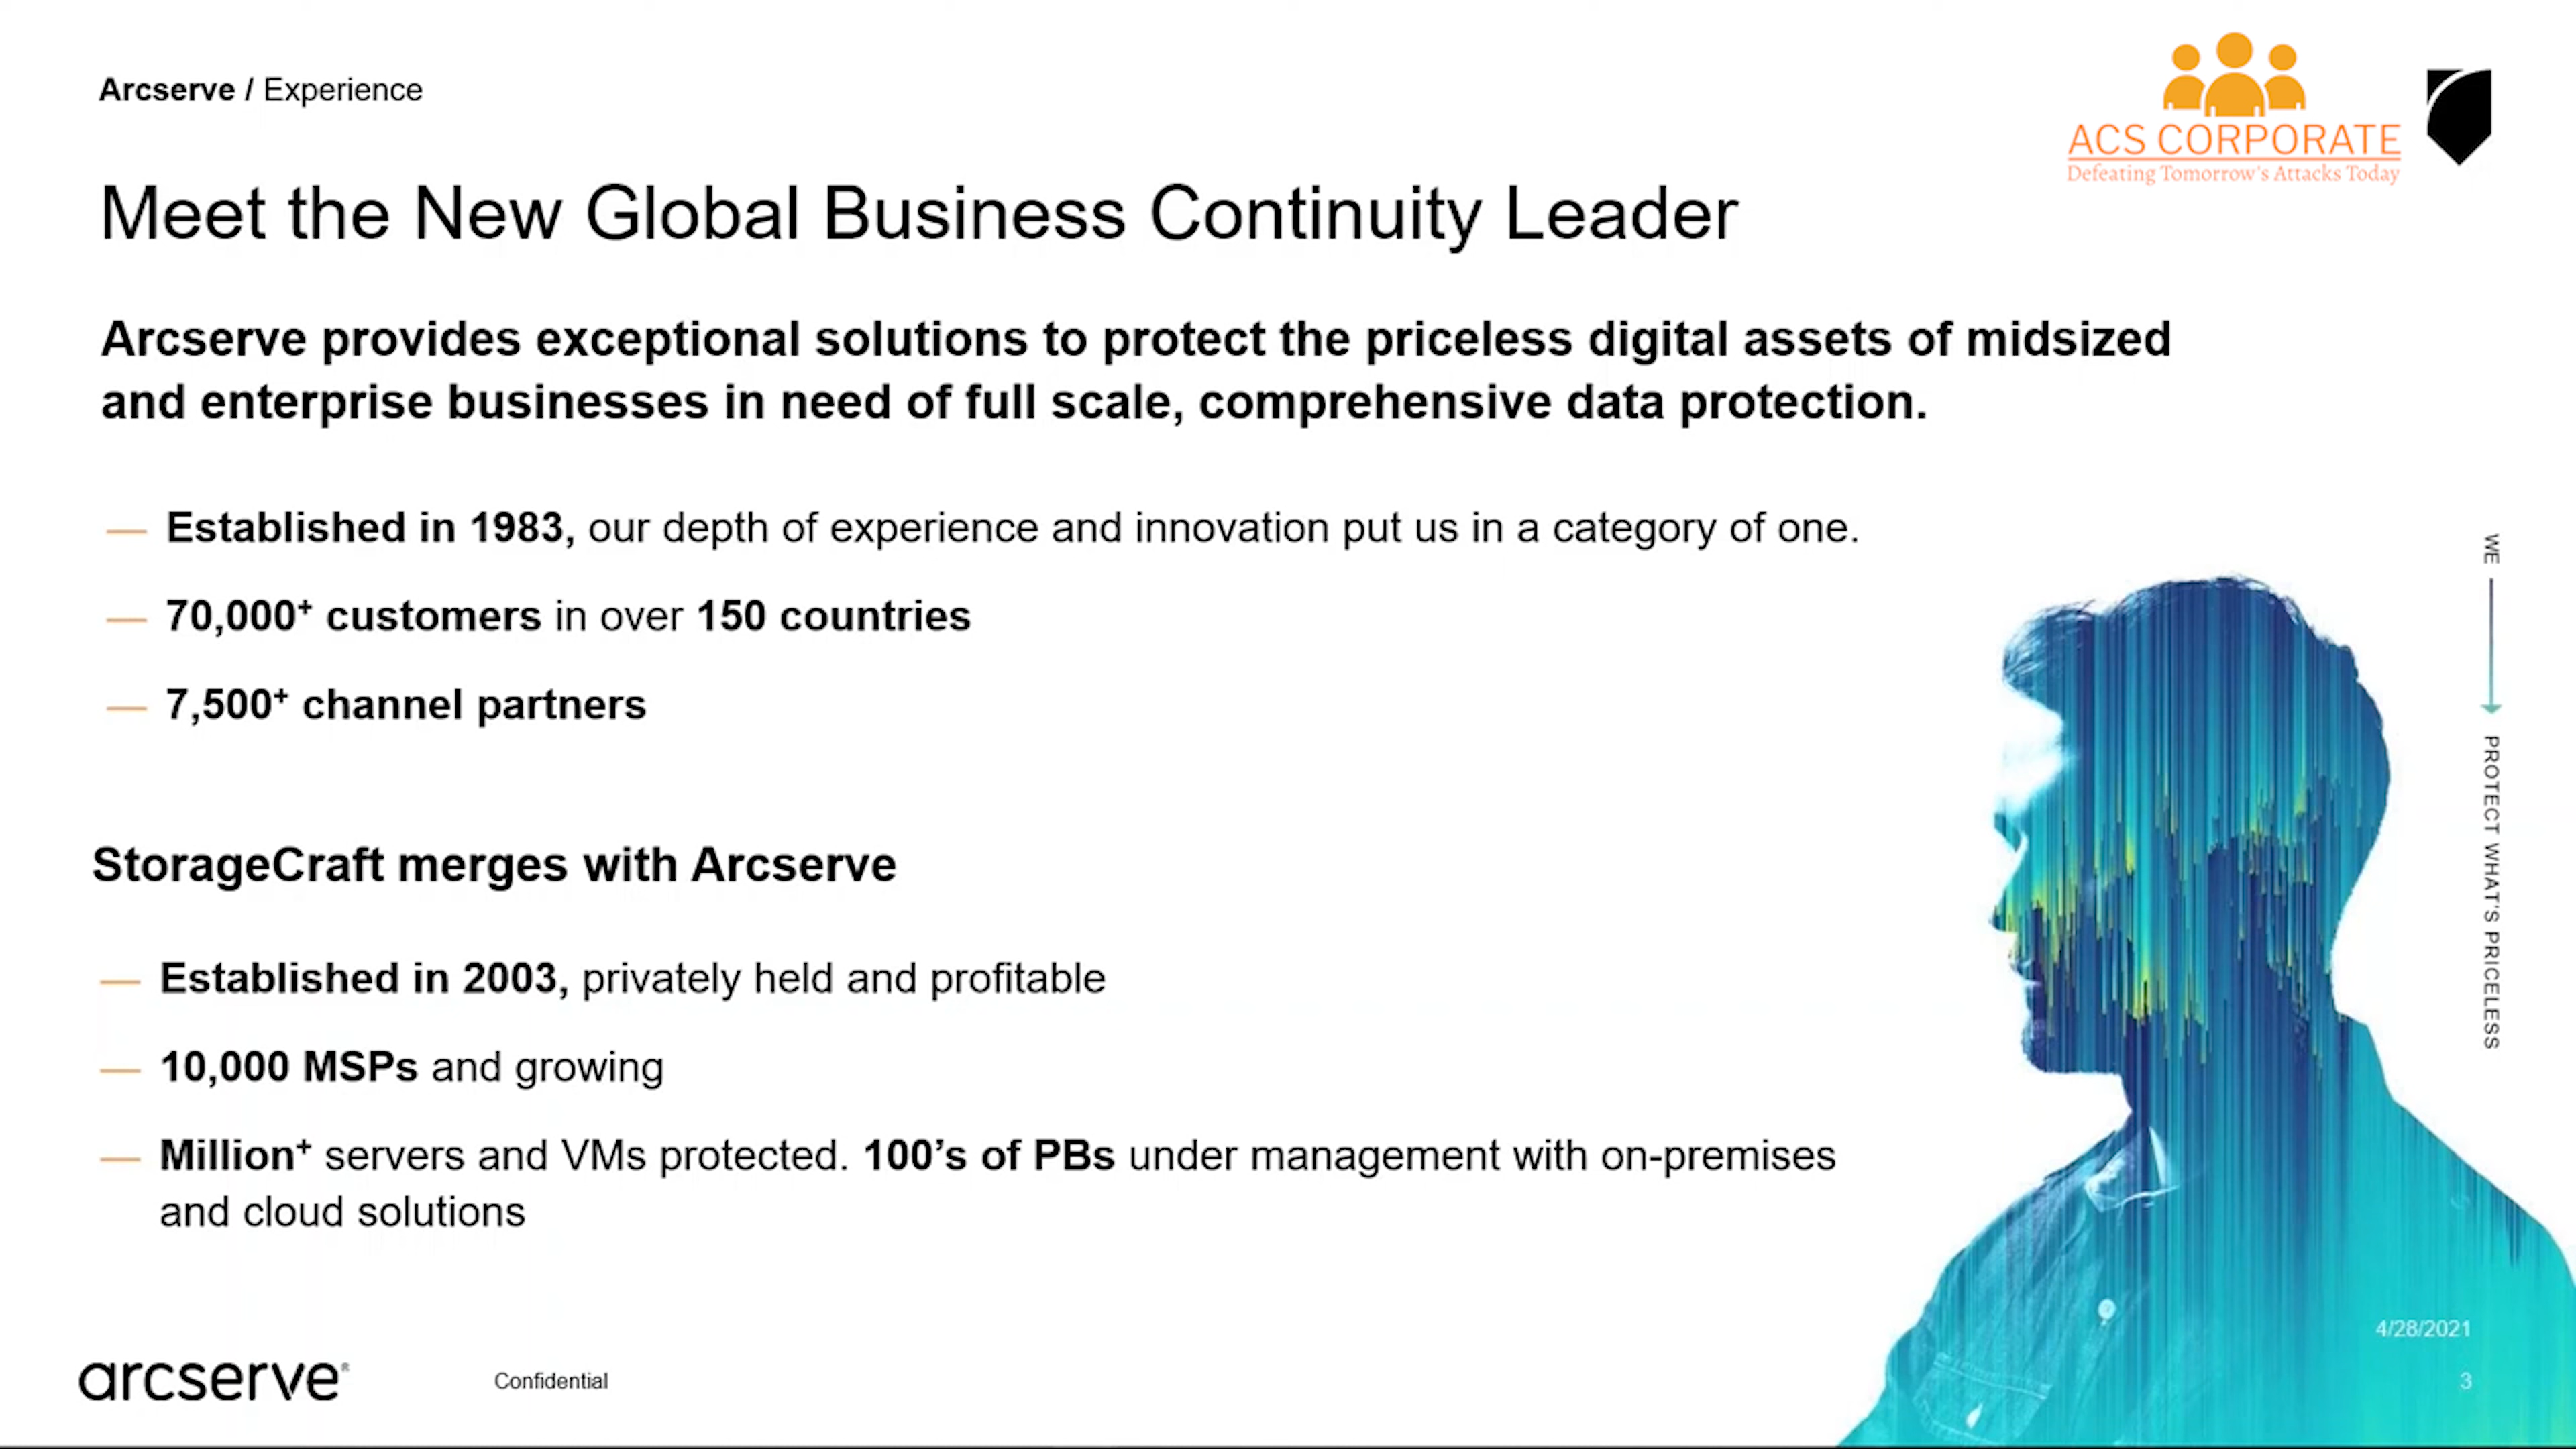 Arcserve / Experience
ACS CORPORATE
Defeating Tomorrow's Attacks Today
Meet the New Global Business Continuity Leader
Arcserve provides exceptional solutions to protect the priceless digital assets of midsized
and enterprise businesses in need of full scale, comprehensive data protection.
— Established in 1983, our depth of experience and innovation put us in a category of one.
— 70,000+ customers in over 150 countries
— 7,500+ channel partners
StorageCraft merges with Arcserve
— Established in 2003, privately held and profitable
— 10,000 MSPs and growing
— Million+ servers and VMs protected. 100’s of PBs under management with on-premises
and cloud solutions
WE
PROTECT WHAT'S PRICELESS
4/28/2021
arcserve®
Confidential
3